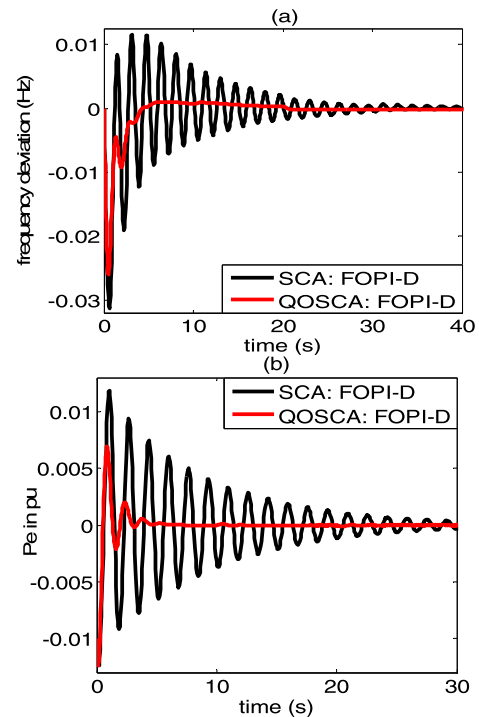 (a)
frequency deviation (Hz)
0.01
0
-0.01
-0.02
-0.03
SCA: FOPI-D
QOSCA: FOPI-D
0 10 20 30 40
time (s)
(b)
Pe in pu
0.01
0.005
0
-0.005
-0.01
SCA: FOPI-D
QOSCA: FOPI-D
0 10 20 30
time (s)